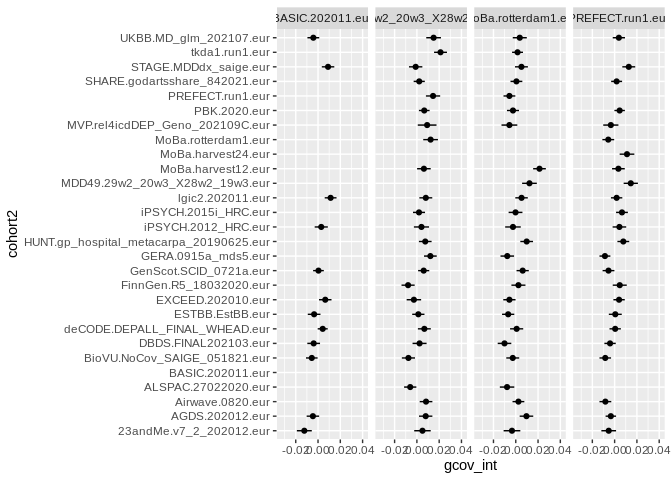 BASIC.202011.eu
w2_20w3_X28w2
oBa.rotterdam1.e
PREFECT.run1.eu
UKBB.MD_glm_202107.eur
tkda1.run1.eur
STAGE.MDDdx_saige.eur
SHARE.godartsshare_842021.eur
PREFECT.run1.eur
PBK.2020.eur
MVP.rel4icdDEP_Geno_202109C.eur
MoBa.rotterdam1.eur
MoBa.harvest24.eur
MoBa.harvest12.eur
MDD49.29w2_20w3_X28w2_19w3.eur
lgic2.202011.eur
iPSYCH.2015i_HRC.eur
iPSYCH.2012_HRC.eur
HUNT.gp_hospital_metacarpa_20190625.eur
GERA.0915a_mds5.eur
GenScot.SCID_0721a.eur
FinnGen.R5_18032020.eur
EXCEED.202010.eur
ESTBB.EstBB.eur
deCODE.DEPALL_FINAL_WHEAD.eur
DBDS.FINAL202103.eur
BioVU.NoCov_SAIGE_051821.eur
BASIC.202011.eur
ALSPAC.27022020.eur
Airwave.0820.eur
AGDS.202012.eur
23andMe.v7_2_202012.eur
cohort2
-0.02 0.00 0.02 0.04
-0.02 0.00 0.02 0.04
-0.02 0.00 0.02 0.04
-0.02 0.00 0.02 0.04
gcov_int